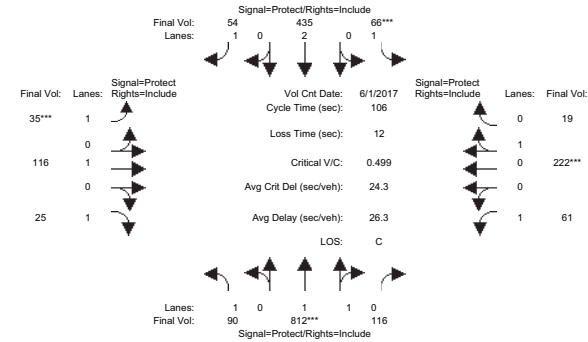 Signal=Protect/Rights=Include
Final Vol: 54 435 66***
Lanes: 1 0 2 0 1
Signal=Protect Signal=Protect
Final Vol: Lanes: Rights=Include Vol Cnt Date: 6/1/2017 Rights=Include Lanes: Final Vol:
Cycle Time (sec): 106
35*** 1 0 19
Loss Time (sec): 12
0 1
116 1 Critical V/C: 0.499 0 222***
0 Avg Crit Del (sec/veh): 24.3 0
25 1 Avg Delay (sec/veh): 26.3 1 61
LOS: C
Lanes: 1 0 1 1 0
Final Vol: 90 812*** 116
Signal=Protect/Rights=Include